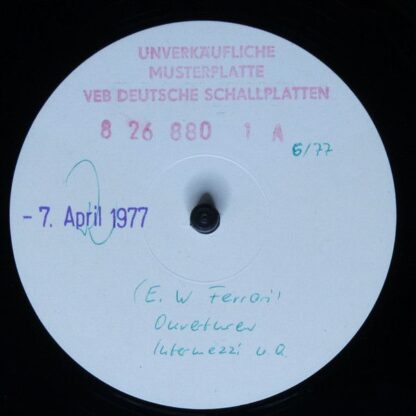 UNVERKÄUFLICHE
MUSTERPLATTE
VEB DEUTSCHE SCHALLPLATTEN
8 26 880 1 A
6/77
- 7. April 1977
(E. W Ferrari)
Ouvertüren
Intermezzi u. a